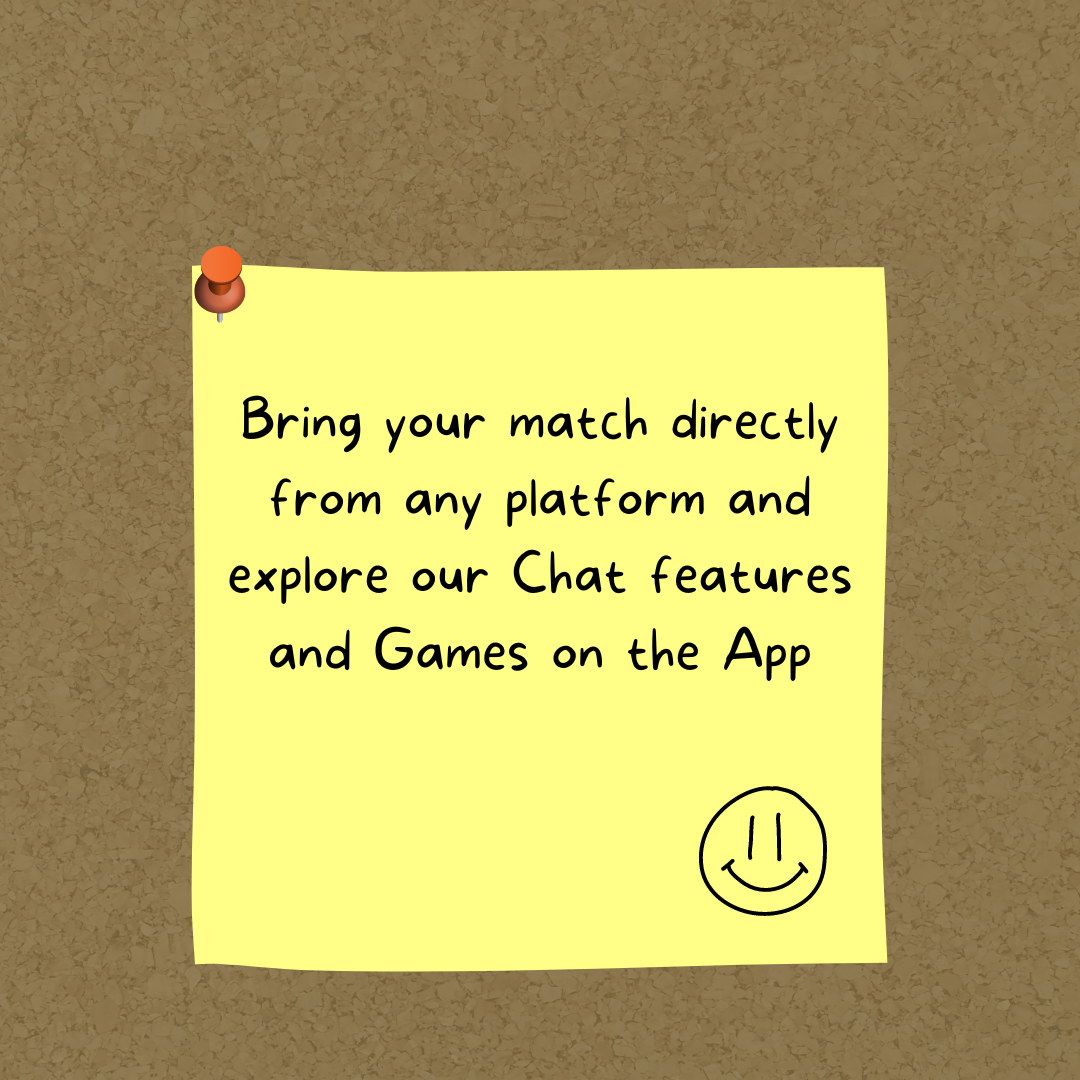 Bring your match directly
from any platform and
explore our Chat features
and Games on the App